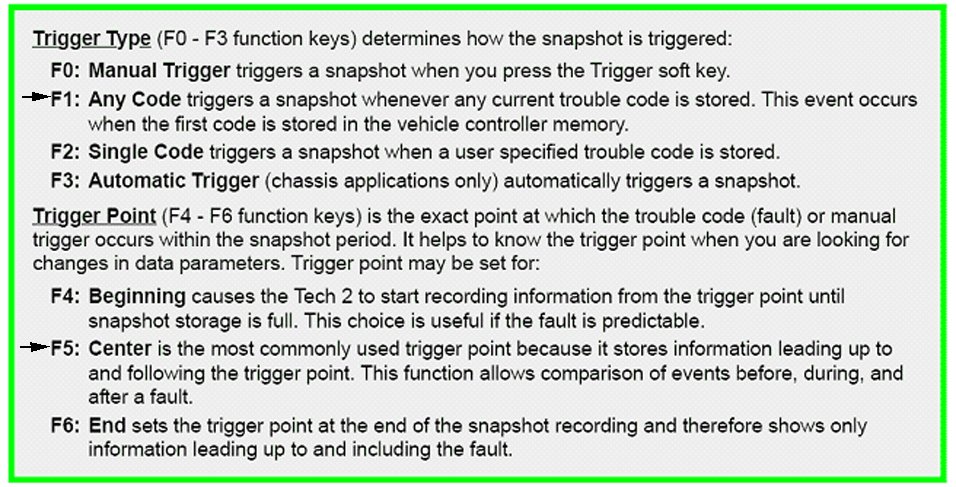 Trigger Type (F0 - F3 function keys) determines how the snapshot is triggered:
F0: Manual Trigger triggers a snapshot when you press the Trigger soft key.
F1: Any Code triggers a snapshot whenever any current trouble code is stored. This event occurs
when the first code is stored in the vehicle controller memory.
F2: Single Code triggers a snapshot when a user specified trouble code is stored.
F3: Automatic Trigger (chassis applications only) automatically triggers a snapshot.
Trigger Point (F4 - F6 function keys) is the exact point at which the trouble code (fault) or manual
trigger occurs within the snapshot period. It helps to know the trigger point when you are looking for
changes in data parameters. Trigger point may be set for:
F4: Beginning causes the Tech 2 to start recording information from the trigger point until
snapshot storage is full. This choice is useful if the fault is predictable.
F5: Center is the most commonly used trigger point because it stores information leading up to
and following the trigger point. This function allows comparison of events before, during, and
after a fault.
F6: End sets the trigger point at the end of the snapshot recording and therefore shows only
information leading up to and including the fault.